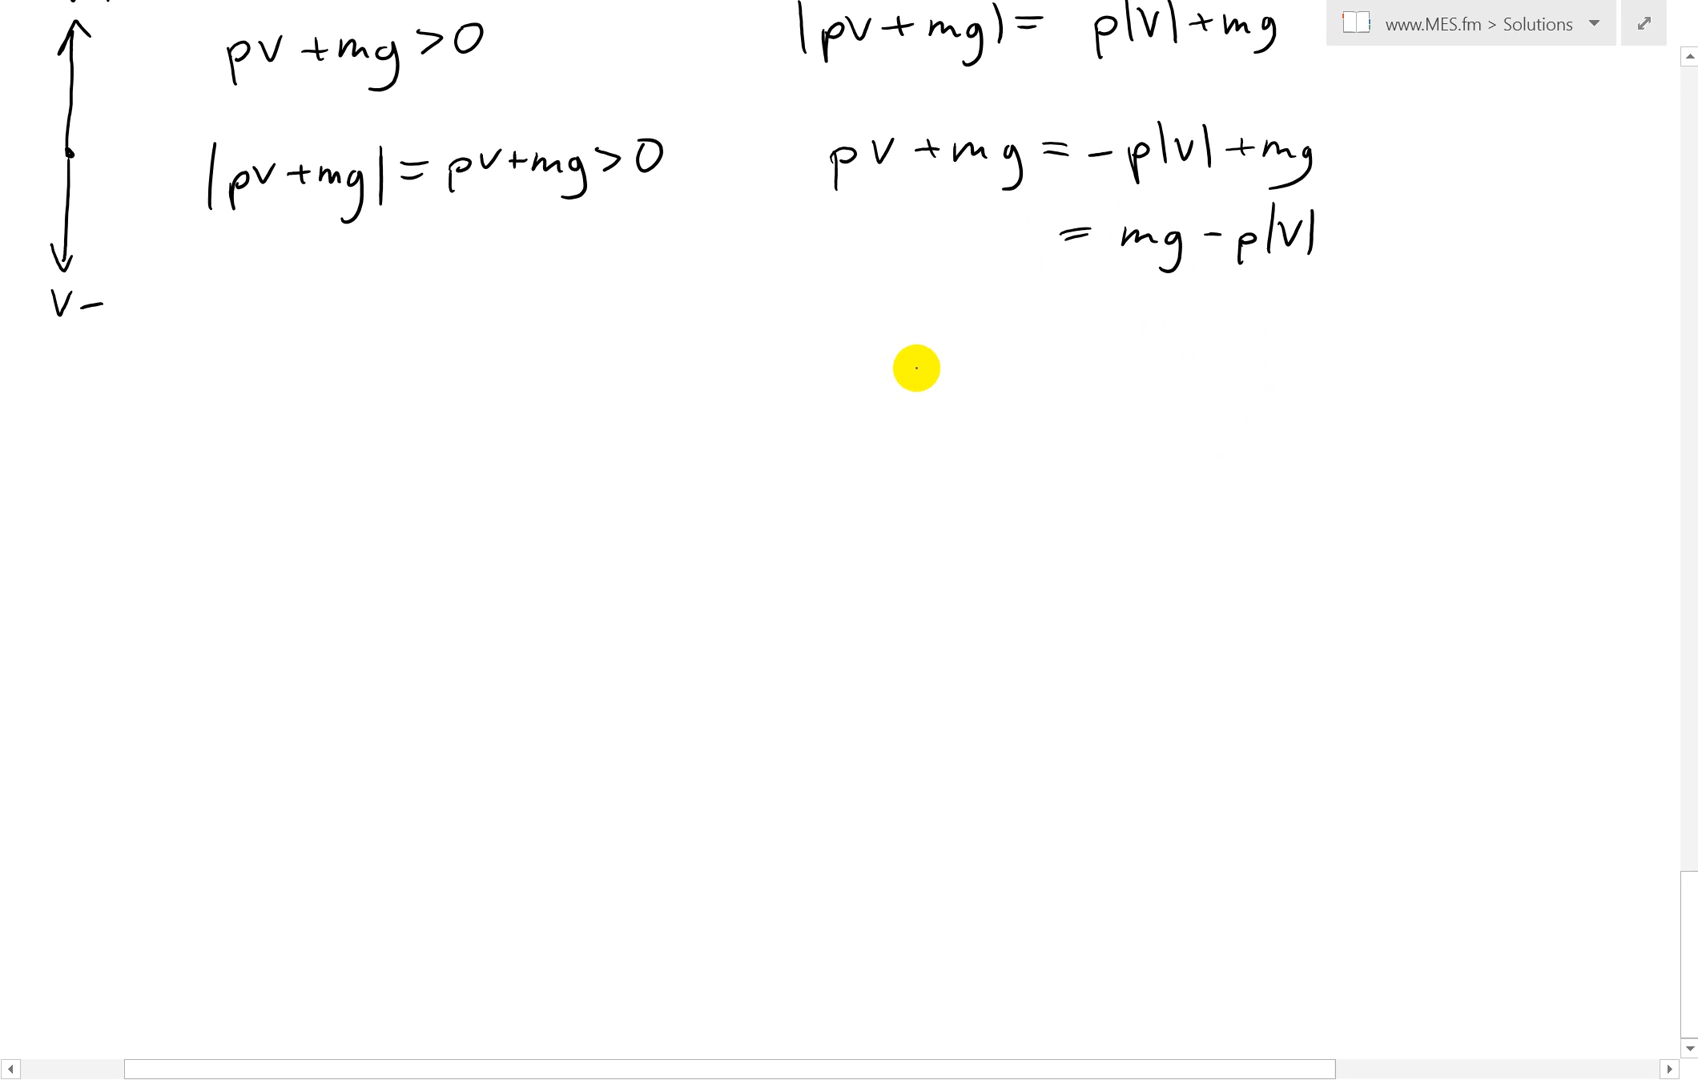 pv + mg > 0
|pv + mg| = pv + mg > 0
v -
|pv + mg| = p|v| + mg
pv + mg = -p|v| + mg
= mg - p|v|
www.MES.fm > Solutions